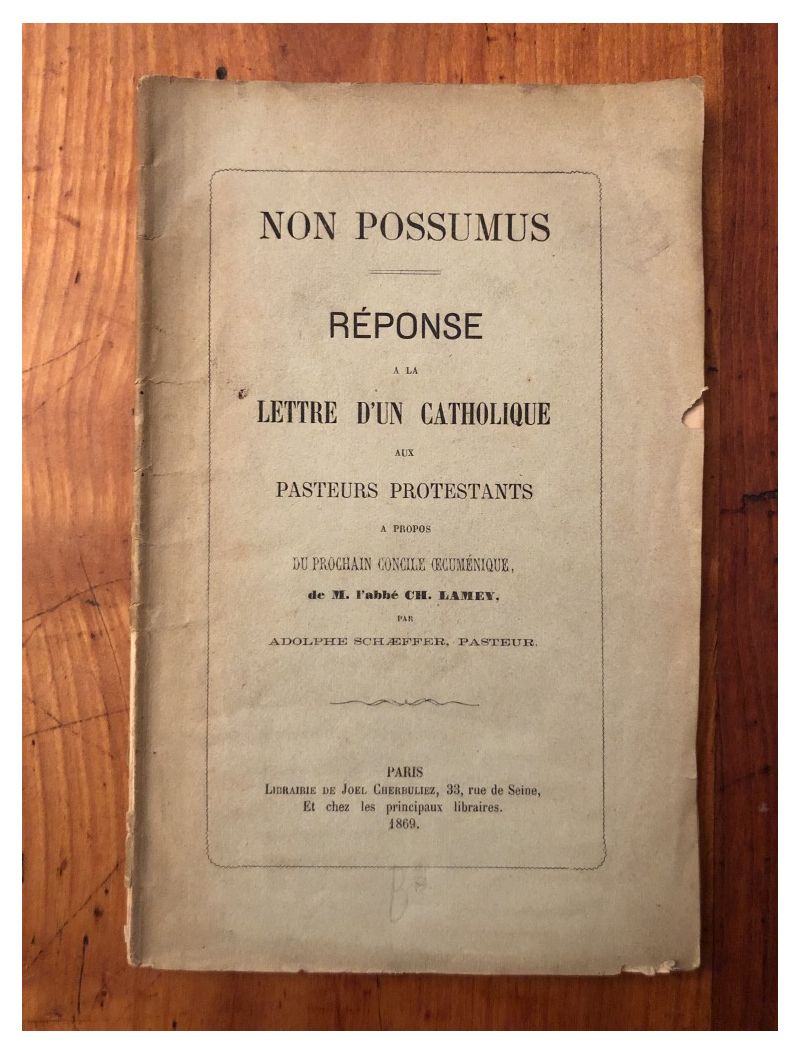 NON POSSUMUS
RÉPONSE
A LA
LETTRE D'UN CATHOLIQUE
AUX
PASTEURS PROTESTANTS
A PROPOS
DU PROCHAIN CONCILE ŒCUMÉNIQUE,
de M. l'abbé CH. LAMEY,
PAR
ADOLPHE SCHÆFFER, PASTEUR.
PARIS
LIBRAIRIE DE JOEL CHERBULIEZ, 33, rue de Seine,
Et chez les principaux libraires.
1869.